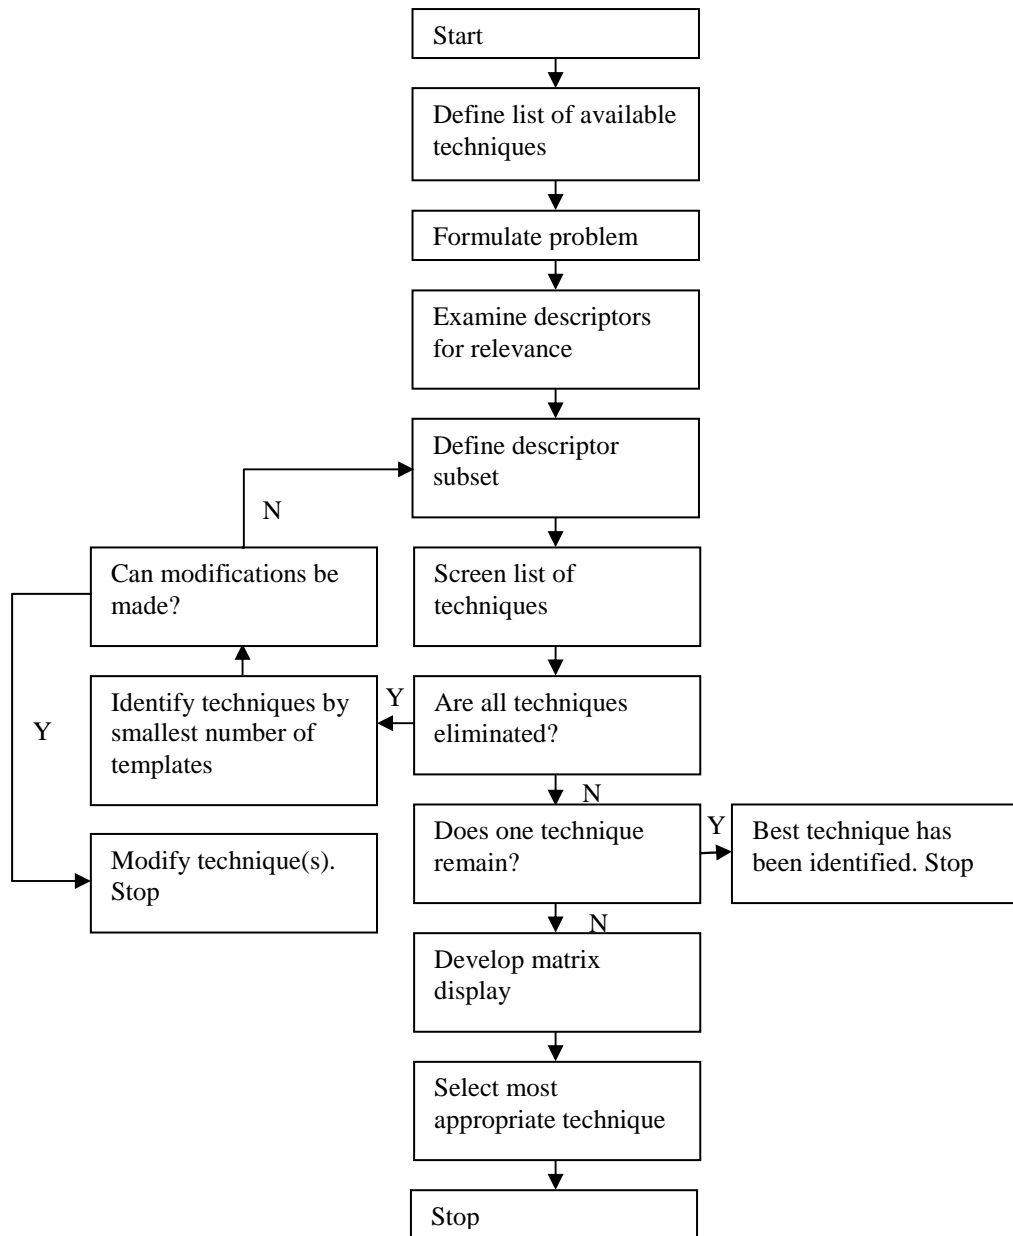 Start
Define list of available
techniques
Formulate problem
Examine descriptors
for relevance
Define descriptor
subset
N
Can modifications be
made?
Screen list of
techniques
Y
Identify techniques by
smallest number of
templates
Y
Are all techniques
eliminated?
N
Modify technique(s).
Stop
Does one technique
remain?
Y
Best technique has
been identified. Stop
N
Develop matrix
display
Select most
appropriate technique
Stop